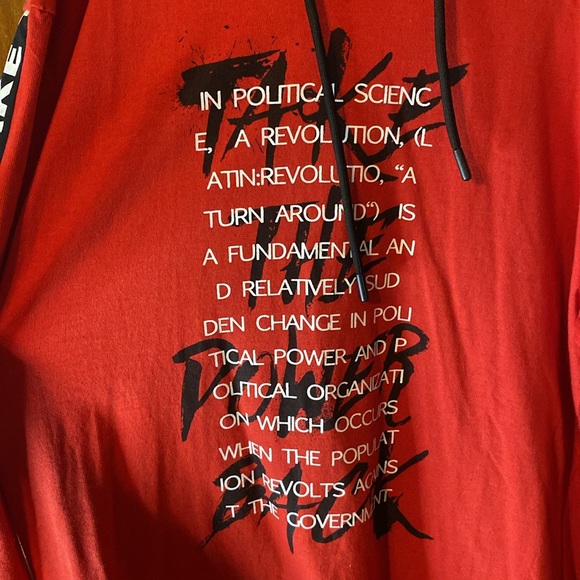 TAKE
THE
POWER
BACK
IN POLITICAL SCIENC
E, A REVOLUTION, (L
ATIN:REVOLUTIO, "A
TURN AROUND") IS
A FUNDAMENTAL AN
D RELATIVELY SUD
DEN CHANGE IN POLI
TICAL POWER AND P
OLITICAL ORGANIZATI
ON WHICH OCCURS
WHEN THE POPULAT
ION REVOLTS AGAINS
T THE GOVERNMENT